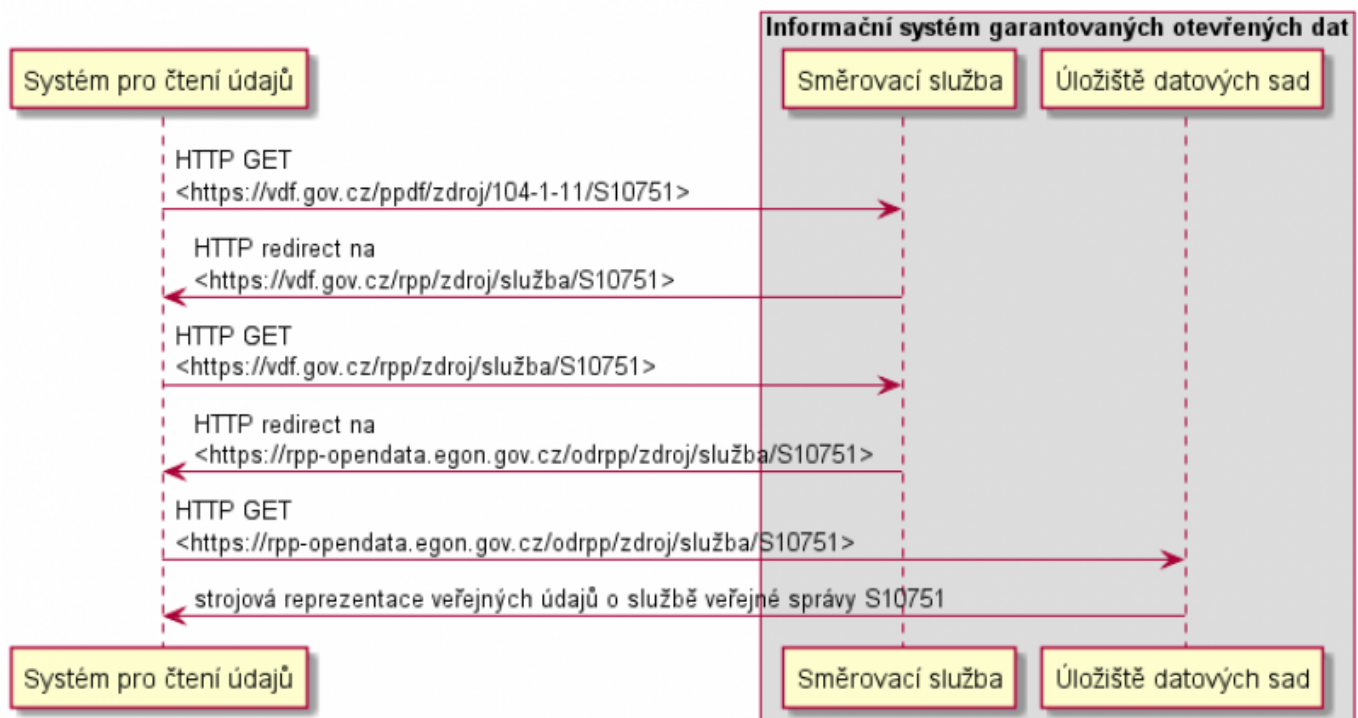 Informační systém garantovaných otevřených dat
Systém pro čtení údajů
Směrovací služba
Úložiště datových sad
HTTP GET
<https://vdf.gov.cz/ppdf/zdroj/104-1-11/S10751>
HTTP redirect na
<https://vdf.gov.cz/rpp/zdroj/služba/S10751>
HTTP GET
<https://vdf.gov.cz/rpp/zdroj/služba/S10751>
HTTP redirect na
<https://rpp-opendata.egon.gov.cz/odrpp/zdroj/služba/S10751>
HTTP GET
<https://rpp-opendata.egon.gov.cz/odrpp/zdroj/služba/S10751>
strojová reprezentace veřejných údajů o službě veřejné správy S10751
Systém pro čtení údajů
Směrovací služba
Úložiště datových sad